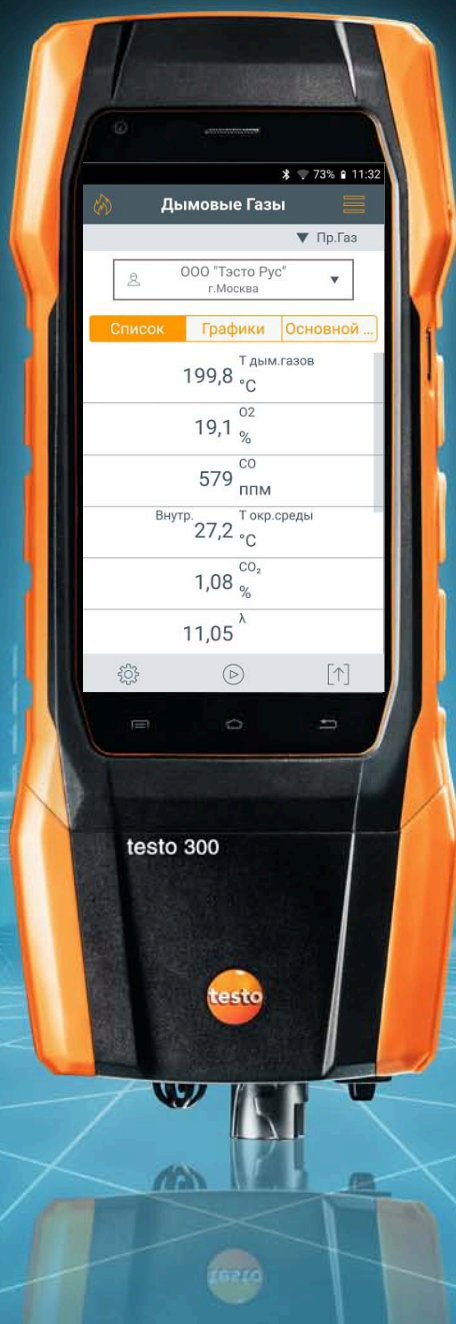 73% 11:32
Дымовые Газы
Пр.Газ
ООО "Тэсто Рус"
г.Москва
Список Графики Основной ...
199,8 Т дым.газов °C
19,1 O2 %
579 CO ппм
Внутр. 27,2 Т окр.среды °C
1,08 CO₂ %
11,05 λ
testo 300
testo